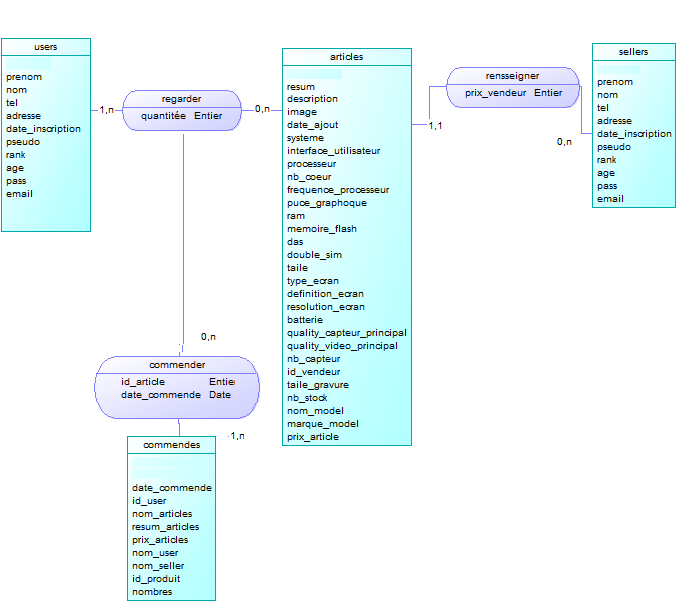 users
prenom
nom
tel
adresse
date_inscription
pseudo
rank
age
pass
email
1,n
regarder
quantitée Entier
0,n
articles
resum
description
image
date_ajout
systeme
interface_utilisateur
processeur
nb_coeur
frequence_processeur
puce_graphoque
ram
memoire_flash
das
double_sim
taile
type_ecran
definition_ecran
resolution_ecran
batterie
quality_capteur_principal
quality_video_principal
nb_capteur
id_vendeur
taile_gravure
nb_stock
nom_model
marque_model
prix_article
1,1
rensseigner
prix_vendeur Entier
0,n
sellers
prenom
nom
tel
adresse
date_inscription
pseudo
rank
age
pass
email
0,n
commender
id_article Entier
date_commende Date
1,n
commendes
date_commende
id_user
nom_articles
resum_articles
prix_articles
nom_user
nom_seller
id_produit
nombres